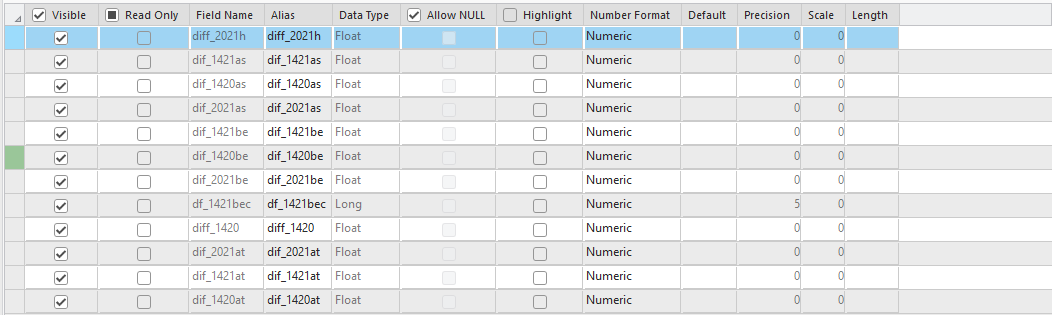 Visible Read Only Field Name Alias Data Type Allow NULL Highlight Number Format Default Precision Scale Length
diff_2021h diff_2021h Float Numeric 0 0
dif_1421as dif_1421as Float Numeric 0 0
dif_1420as dif_1420as Float Numeric 0 0
dif_2021as dif_2021as Float Numeric 0 0
dif_1421be dif_1421be Float Numeric 0 0
dif_1420be dif_1420be Float Numeric 0 0
dif_2021be dif_2021be Float Numeric 0 0
df_1421bec df_1421bec Long Numeric 5 0
diff_1420 diff_1420 Float Numeric 0 0
dif_2021at dif_2021at Float Numeric 0 0
dif_1421at dif_1421at Float Numeric 0 0
dif_1420at dif_1420at Float Numeric 0 0